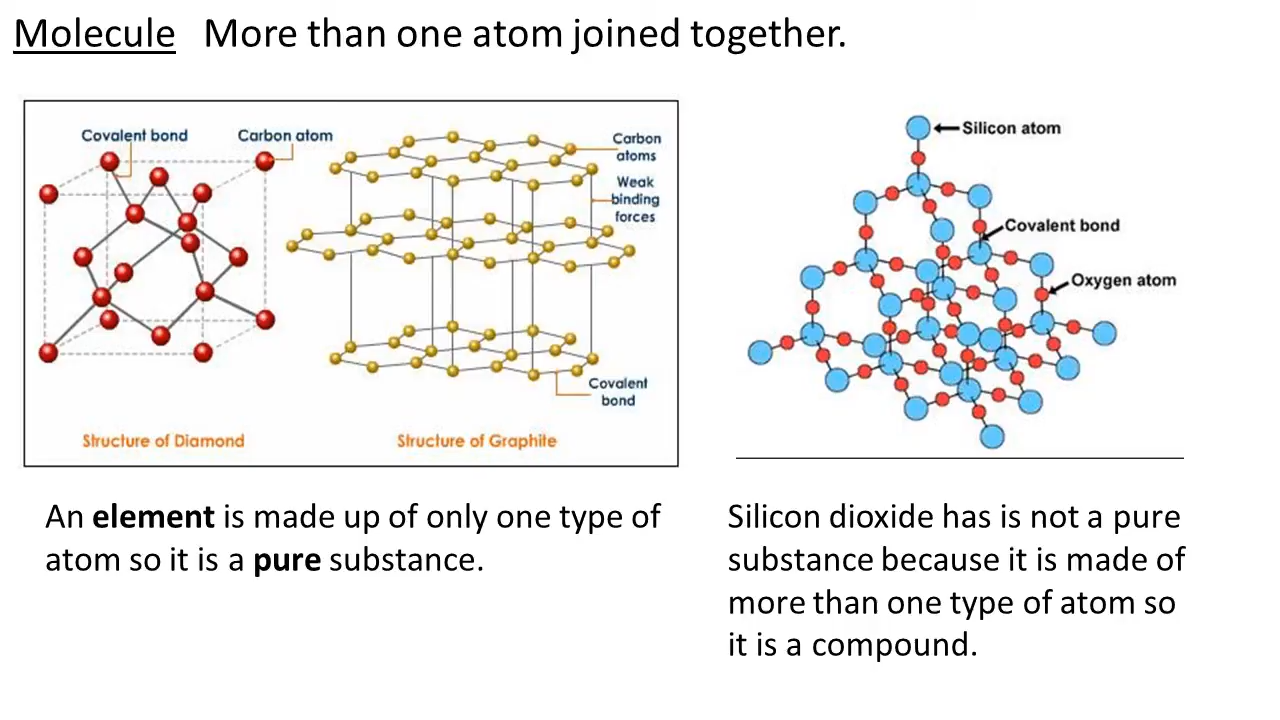 Molecule More than one atom joined together.
Covalent bond
Carbon atom
Carbon
atoms
Weak
binding
forces
Covalent
bond
Structure of Diamond
Structure of Graphite
Silicon atom
Covalent bond
Oxygen atom
An element is made up of only one type of
atom so it is a pure substance.
Silicon dioxide has is not a pure
substance because it is made of
more than one type of atom so
it is a compound.